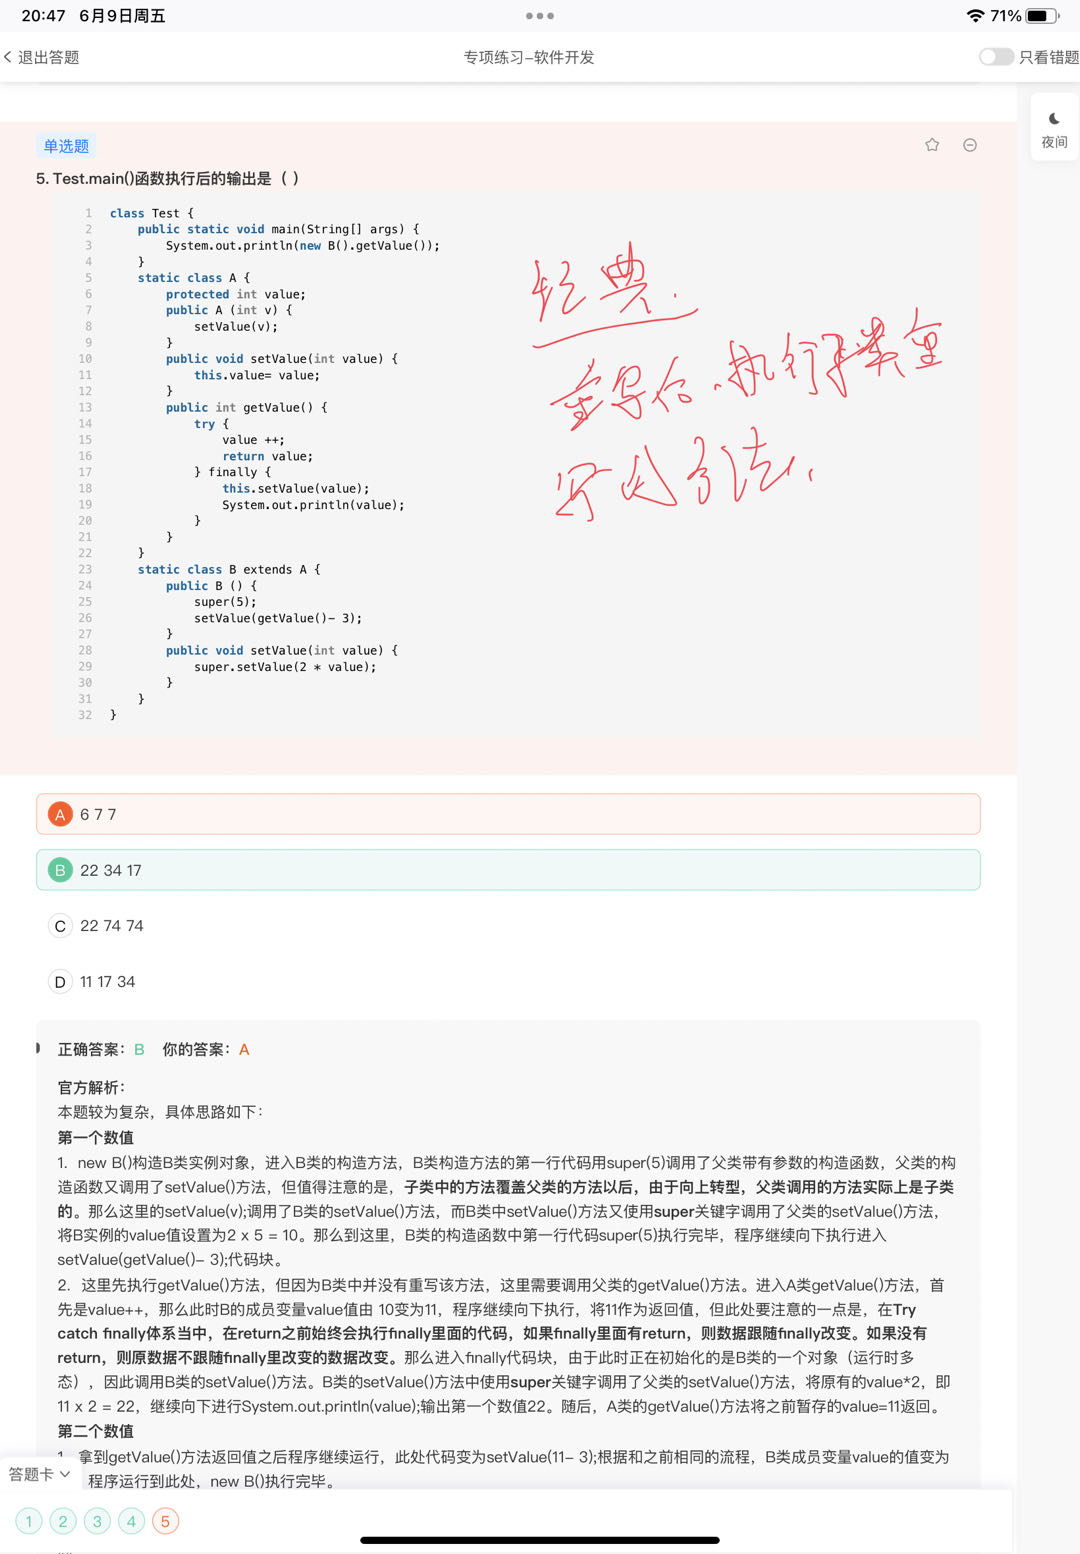 20:47 6月9日周五
71%
退出答题
专项练习-软件开发
只看错题
夜间
单选题
5. Test.main()函数执行后的输出是（ ）
1 class Test {
2 public static void main(String[] args) {
3 System.out.println(new B().getValue());
4 }
5 static class A {
6 protected int value;
7 public A (int v) {
8 setValue(v);
9 }
10 public void setValue(int value) {
11 this.value= value;
12 }
13 public int getValue() {
14 try {
15 value ++;
16 return value;
17 } finally {
18 this.setValue(value);
19 System.out.println(value);
20 }
21 }
22 }
23 static class B extends A {
24 public B () {
25 super(5);
26 setValue(getValue()- 3);
27 }
28 public void setValue(int value) {
29 super.setValue(2 * value);
30 }
31 }
32 }
经典.
重写后.执行子类重
写的方法.
A 6 7 7
B 22 34 17
C 22 74 74
D 11 17 34
正确答案：B 你的答案：A
官方解析：
本题较为复杂，具体思路如下：
第一个数值
1. new B()构造B类实例对象，进入B类的构造方法，B类构造方法的第一行代码用super(5)调用了父类带有参数的构造函数，父类的构
造函数又调用了setValue()方法，但值得注意的是，子类中的方法覆盖父类的方法以后，由于向上转型，父类调用的方法实际上是子类
的。那么这里的setValue(v);调用了B类的setValue()方法，而B类中setValue()方法又使用super关键字调用了父类的setValue()方法，
将B实例的value值设置为2 x 5 = 10。那么到这里，B类的构造函数中第一行代码super(5)执行完毕，程序继续向下执行进入
setValue(getValue()- 3);代码块。
2. 这里先执行getValue()方法，但因为B类中并没有重写该方法，这里需要调用父类的getValue()方法。进入A类getValue()方法，首
先是value++，那么此时B的成员变量value值由 10变为11，程序继续向下执行，将11作为返回值，但此处要注意的一点是，在Try
catch finally体系当中，在return之前始终会执行finally里面的代码，如果finally里面有return，则数据跟随finally改变。如果没有
return，则原数据不跟随finally里改变的数据改变。那么进入finally代码块，由于此时正在初始化的是B类的一个对象（运行时多
态），因此调用B类的setValue()方法。B类的setValue()方法中使用super关键字调用了父类的setValue()方法，将原有的value*2，即
11 x 2 = 22，继续向下进行System.out.println(value);输出第一个数值22。随后，A类的getValue()方法将之前暂存的value=11返回。
第二个数值
1. 拿到getValue()方法返回值之后程序继续运行，此处代码变为setValue(11- 3);根据和之前相同的流程，B类成员变量value的值变为
程序运行到此处，new B()执行完毕。
答题卡
1 2 3 4 5